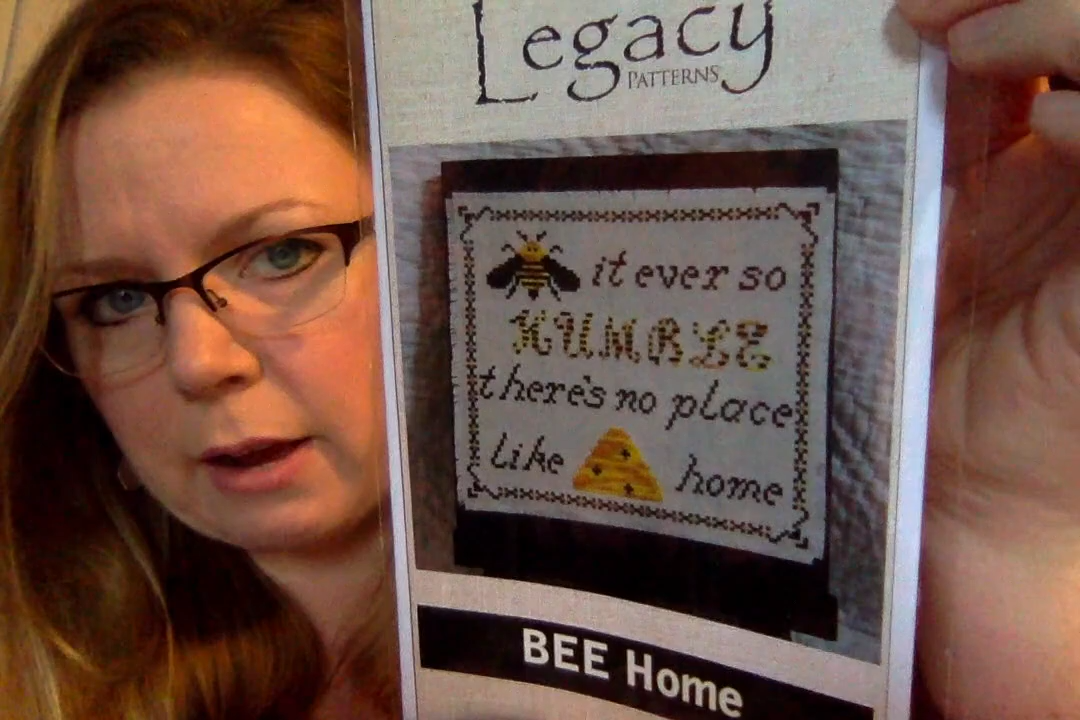 Legacy
PATTERNS
it ever so
HUMBLE
there's no place
like home
BEE Home